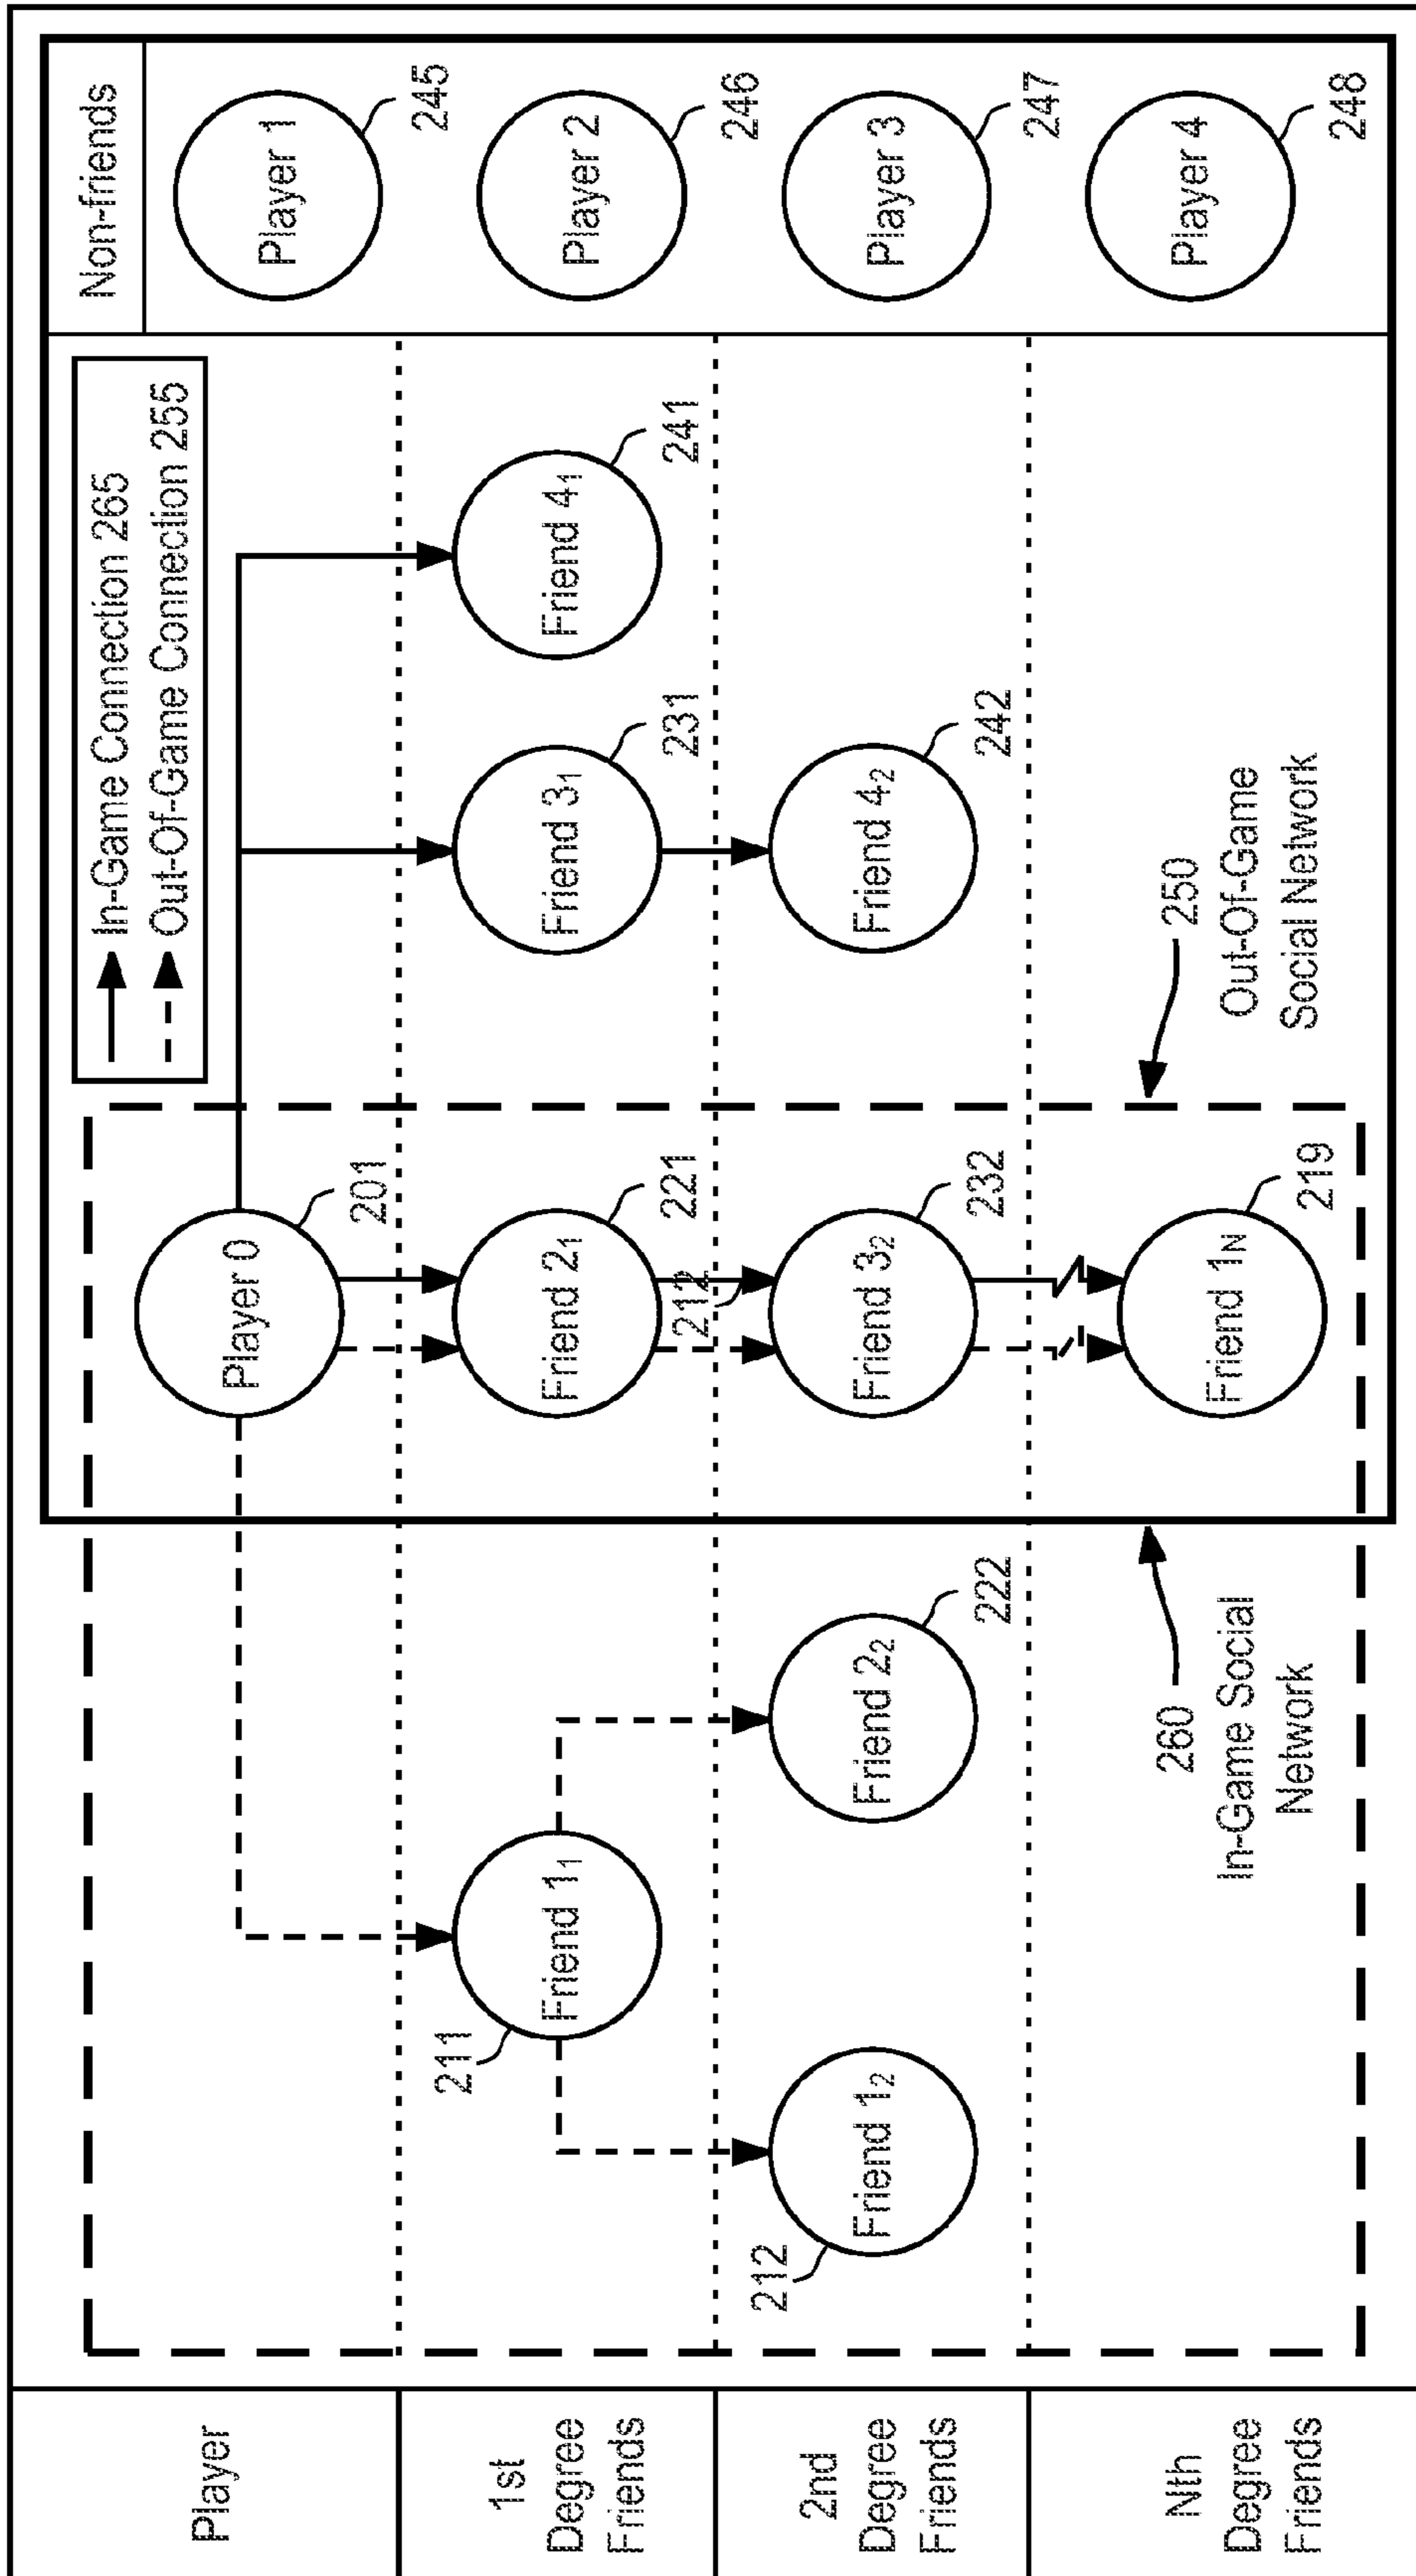 Player
1st
Degree
Friends
2nd
Degree
Friends
Nth
Degree
Friends
In-Game Connection 265
Out-Of-Game Connection 255
Non-friends
Player 0
201
Friend 1₁
211
Friend 2₁
221
Friend 3₁
231
Friend 4₁
241
212
Friend 1₂
212
Friend 2₂
222
Friend 3₂
232
Friend 4₂
242
Friend 1N
219
260
In-Game Social
Network
250
Out-Of-Game
Social Network
Player 1
245
Player 2
246
Player 3
247
Player 4
248